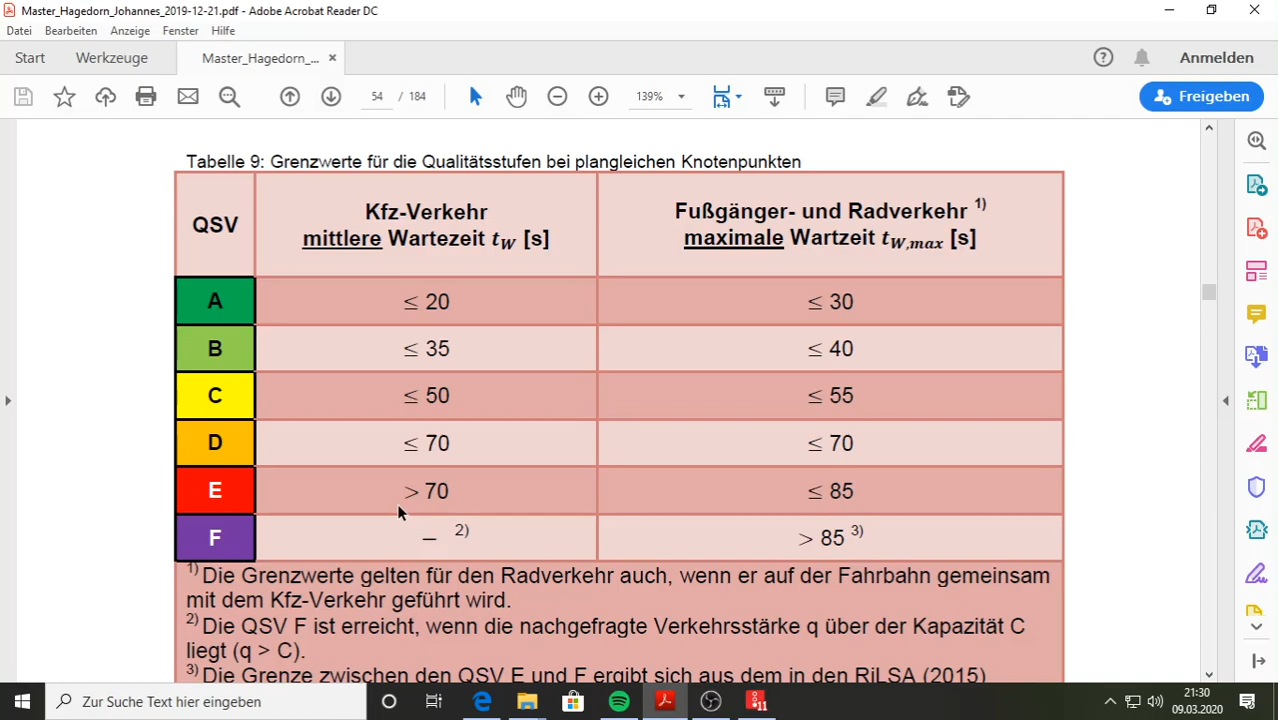 Master_Hagedorn_Johannes_2019-12-21.pdf - Adobe Acrobat Reader DC
Datei Bearbeiten Anzeige Fenster Hilfe
Start Werkzeuge Master_Hagedorn_J... × Anmelden
54 / 184 139% Freigeben
Tabelle 9: Grenzwerte für die Qualitätsstufen bei plangleichen Knotenpunkten
QSV
Kfz-Verkehr
mittlere Wartezeit tW [s]
Fußgänger- und Radverkehr 1)
maximale Wartzeit tW,max [s]
A ≤ 20 ≤ 30
B ≤ 35 ≤ 40
C ≤ 50 ≤ 55
D ≤ 70 ≤ 70
E > 70 ≤ 85
F – 2) > 85 3)
1) Die Grenzwerte gelten für den Radverkehr auch, wenn er auf der Fahrbahn gemeinsam
mit dem Kfz-Verkehr geführt wird.
2) Die QSV F ist erreicht, wenn die nachgefragte Verkehrsstärke q über der Kapazität C
liegt (q > C).
3) Die Grenze zwischen den QSV E und F ergibt sich aus dem in den RiLSA (2015)
Zur Suche Text hier eingeben
11
21:30
09.03.2020